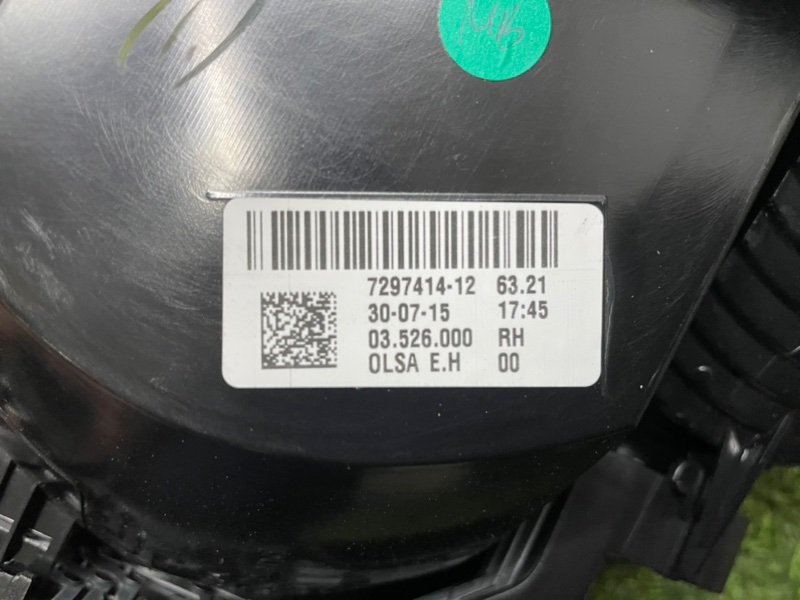 7297414-12 63.21
30-07-15 17:45
03.526.000 RH
OLSA E.H 00